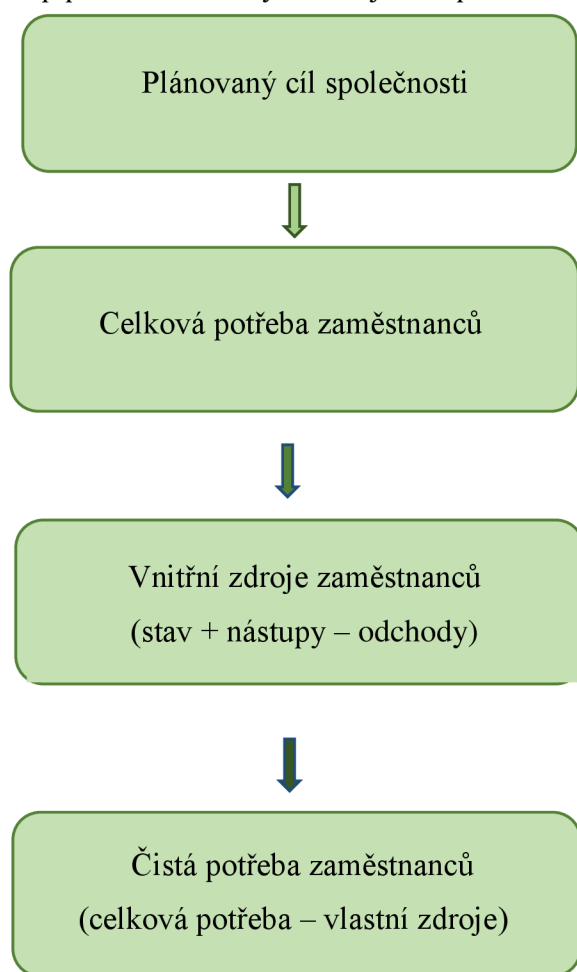 Plánovaný cíl společnosti
Celková potřeba zaměstnanců
Vnitřní zdroje zaměstnanců
(stav + nástupy – odchody)
Čistá potřeba zaměstnanců
(celková potřeba – vlastní zdroje)